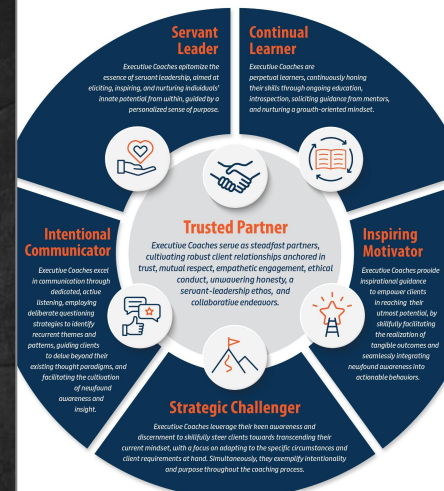 Servant
Leader
Executive Coaches epitomize the
essence of servant leadership, aimed at
eliciting, inspiring, and nurturing individuals'
innate potential from within, guided by a
personalized sense of purpose.
Continual
Learner
Executive Coaches are
perpetual learners, continuously honing
their skills through ongoing education,
introspection, soliciting guidance from mentors,
and nurturing a growth-oriented mindset.
Trusted Partner
Executive Coaches serve as steadfast partners,
cultivating robust client relationships anchored in
trust, mutual respect, empathetic engagement, ethical
conduct, unwavering honesty, a
servant-leadership ethos, and
collaborative endeavors.
Intentional
Communicator
Executive Coaches excel
in communication through
dedicated, active
listening, employing
deliberate questioning
strategies to identify
recurrent themes and
patterns, guiding clients
to delve beyond their
existing thought paradigms, and
facilitating the cultivation
of newfound
awareness and
insight.
Inspiring
Motivator
Executive Coaches provide
inspirational guidance
to empower clients
in reaching their
utmost potential, by
skillfully facilitating
the realization of
tangible outcomes and
seamlessly integrating
newfound awareness into
actionable behaviors.
Strategic Challenger
Executive Coaches leverage their keen awareness and
discernment to skillfully steer clients towards transcending their
current mindset, with a focus on adapting to the specific circumstances and
client requirements at hand. Simultaneously, they exemplify intentionality
and purpose throughout the coaching process.